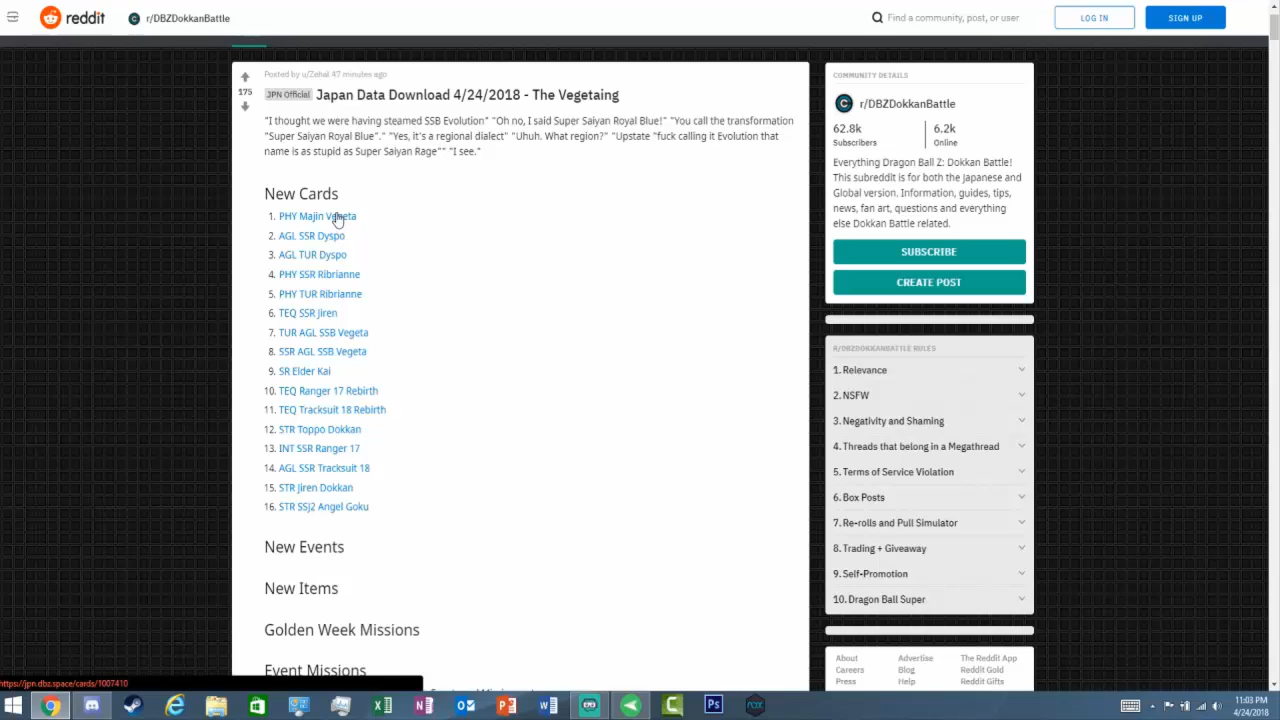 reddit
r/DBZDokkanBattle
Find a community, post, or user
LOG IN
SIGN UP
Posted by u/Zehal 47 minutes ago
175
JPN Official Japan Data Download 4/24/2018 - The Vegetaing
"I thought we were having steamed SSB Evolution" "Oh no, I said Super Saiyan Royal Blue!" "You call the transformation
"Super Saiyan Royal Blue"." "Yes, it's a regional dialect" "Uhuh. What region?" "Upstate "fuck calling it Evolution that
name is as stupid as Super Saiyan Rage"" "I see."
New Cards
1. PHY Majin Vegeta
2. AGL SSR Dyspo
3. AGL TUR Dyspo
4. PHY SSR Ribrianne
5. PHY TUR Ribrianne
6. TEQ SSR Jiren
7. TUR AGL SSB Vegeta
8. SSR AGL SSB Vegeta
9. SR Elder Kai
10. TEQ Ranger 17 Rebirth
11. TEQ Tracksuit 18 Rebirth
12. STR Toppo Dokkan
13. INT SSR Ranger 17
14. AGL SSR Tracksuit 18
15. STR Jiren Dokkan
16. STR SSJ2 Angel Goku
New Events
New Items
Golden Week Missions
Event Missions
COMMUNITY DETAILS
r/DBZDokkanBattle
62.8k 6.2k
Subscribers Online
Everything Dragon Ball Z: Dokkan Battle!
This subreddit is for both the Japanese and
Global version. Information, guides, tips,
news, fan art, questions and everything
else Dokkan Battle related.
SUBSCRIBE
CREATE POST
R/DBZDOKKANBATTLE RULES
1. Relevance
2. NSFW
3. Negativity and Shaming
4. Threads that belong in a Megathread
5. Terms of Service Violation
6. Box Posts
7. Re-rolls and Pull Simulator
8. Trading + Giveaway
9. Self-Promotion
10. Dragon Ball Super
About Advertise The Reddit App
Careers Blog Reddit Gold
Press Help Reddit Gifts
https://jpn.dbz.space/cards/1007410
11:03 PM
4/24/2018